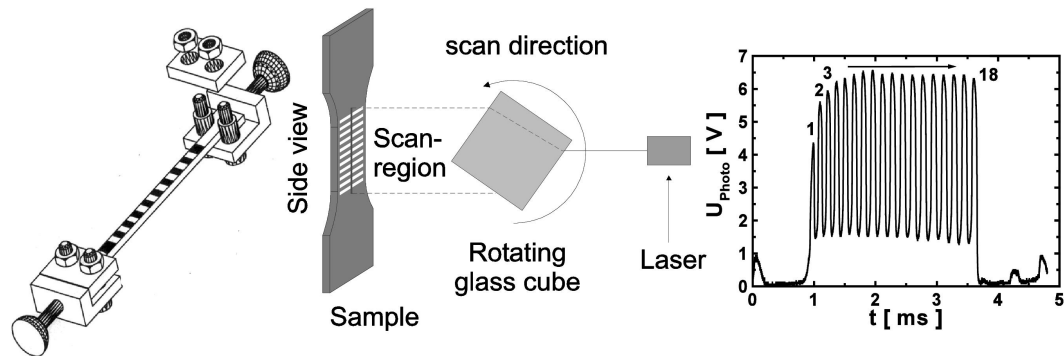 scan direction
Side view
Scan-
region
Rotating
glass cube
Laser
Sample
U_Photo [ V ]
7
6
5
4
3
2
1
0
1
2
3
18
0 1 2 3 4 5
t [ ms ]